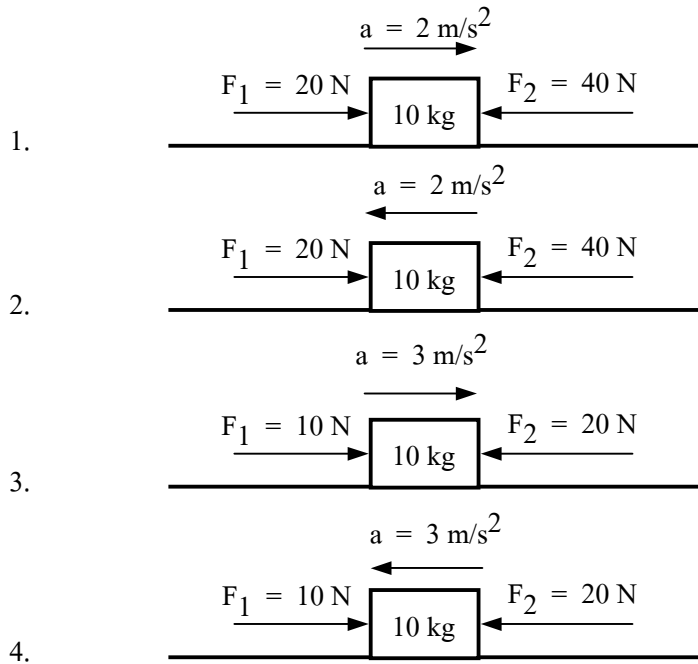 a = 2 m/s²
F₁ = 20 N
F₂ = 40 N
10 kg
1.
a = 2 m/s²
F₁ = 20 N
F₂ = 40 N
10 kg
2.
a = 3 m/s²
F₁ = 10 N
F₂ = 20 N
10 kg
3.
a = 3 m/s²
F₁ = 10 N
F₂ = 20 N
10 kg
4.